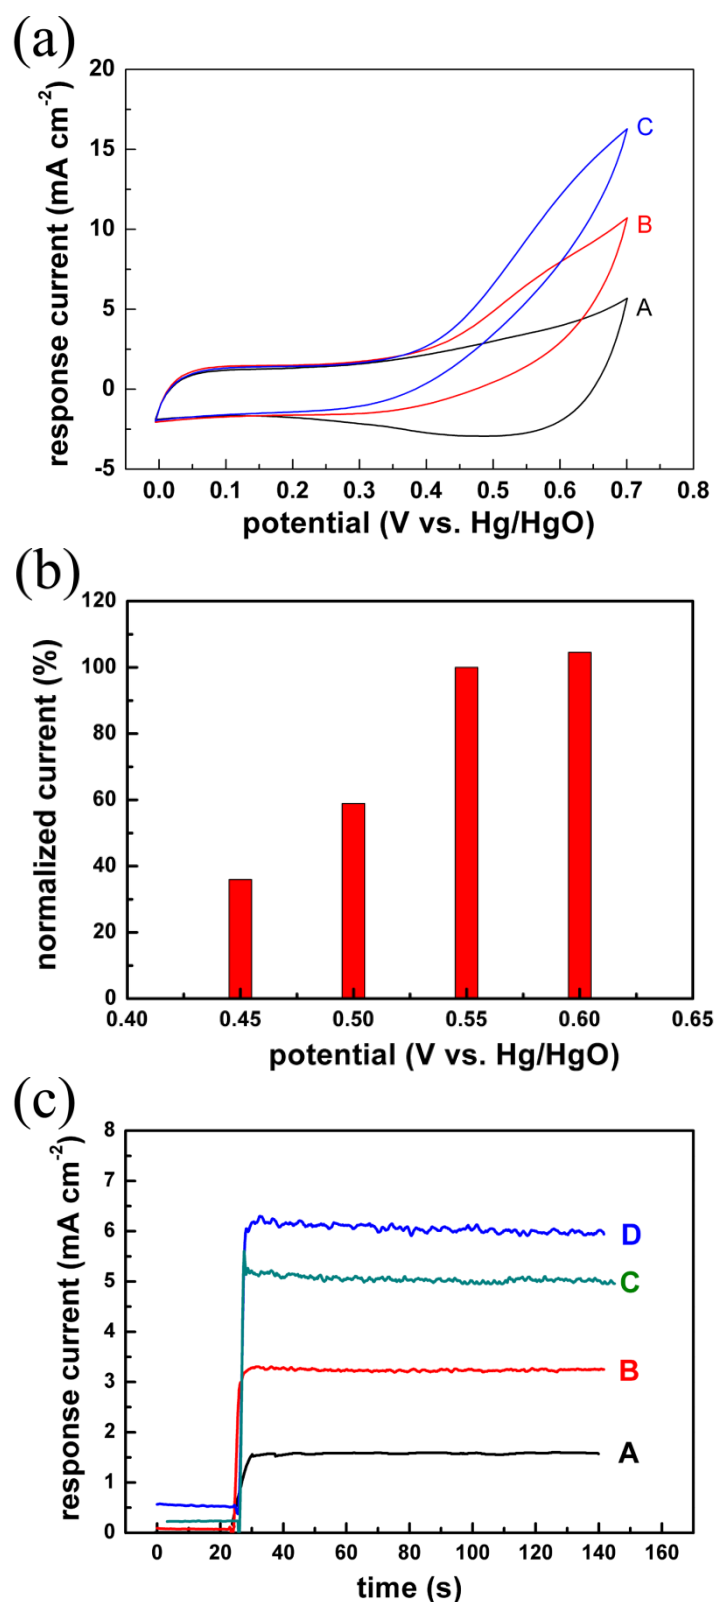 (a)
20
15
10
5
0
-5
response current (mA cm-2)
C
B
A
0.0 0.1 0.2 0.3 0.4 0.5 0.6 0.7 0.8
potential (V vs. Hg/HgO)
(b)
120
100
80
60
40
20
0
normalized current (%)
0.40 0.45 0.50 0.55 0.60 0.65
potential (V vs. Hg/HgO)
(c)
8
7
6
5
4
3
2
1
0
response current (mA cm-2)
D
C
B
A
0 20 40 60 80 100 120 140 160
time (s)